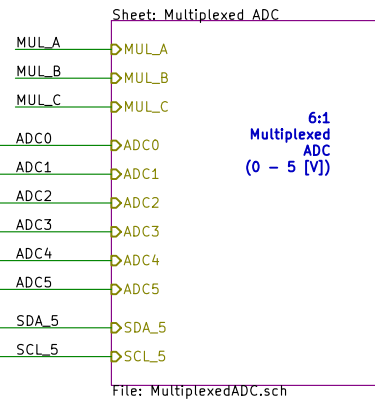 Sheet: Multiplexed ADC
MUL_A MUL_A
MUL_B MUL_B
MUL_C MUL_C
6:1
Multiplexed
ADC
(0 - 5 [V])
ADC0 ADC0
ADC1 ADC1
ADC2 ADC2
ADC3 ADC3
ADC4 ADC4
ADC5 ADC5
SDA_5 SDA_5
SCL_5 SCL_5
File: MultiplexedADC.sch